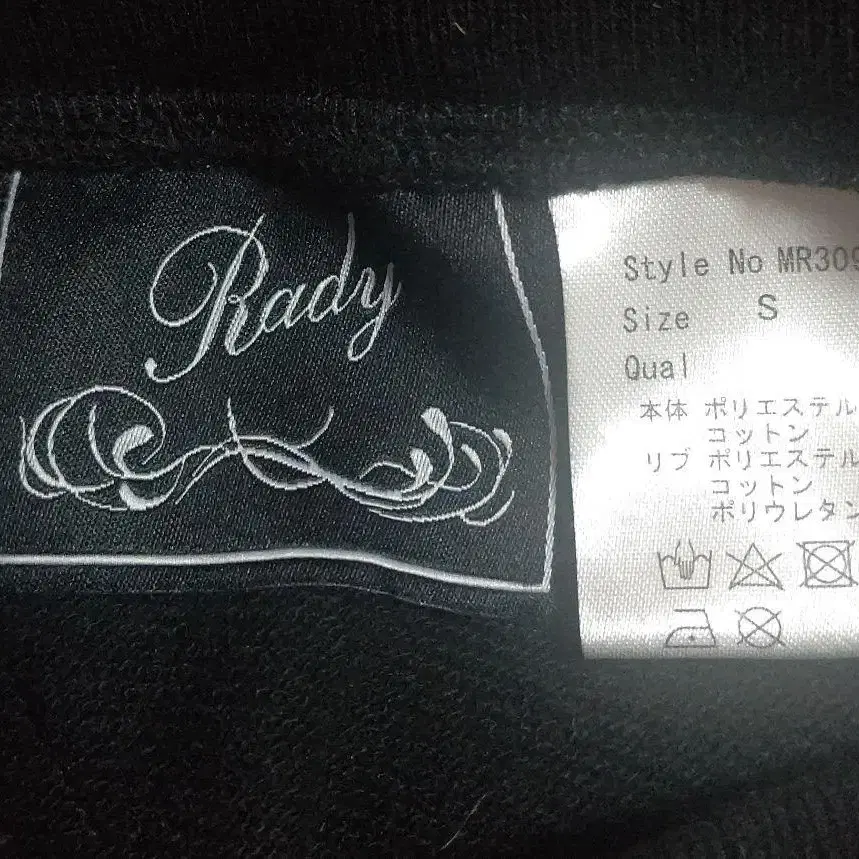 Rady
Style No MR309
Size S
Qual
本体 ポリエステル
コットン
リブ ポリエステル
コットン
ポリウレタン